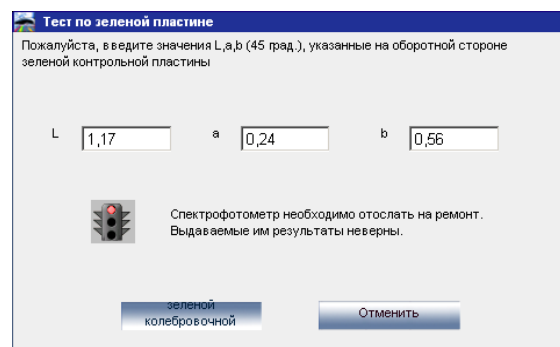 Тест по зеленой пластине
Пожалуйста, введите значения L,a,b (45 град.), указанные на оборотной стороне
зеленой контрольной пластины
L 1,17 a 0,24 b 0,56
Спектрофотометр необходимо отослать на ремонт.
Выдаваемые им результаты неверны.
зеленой
колебровочной
Отменить